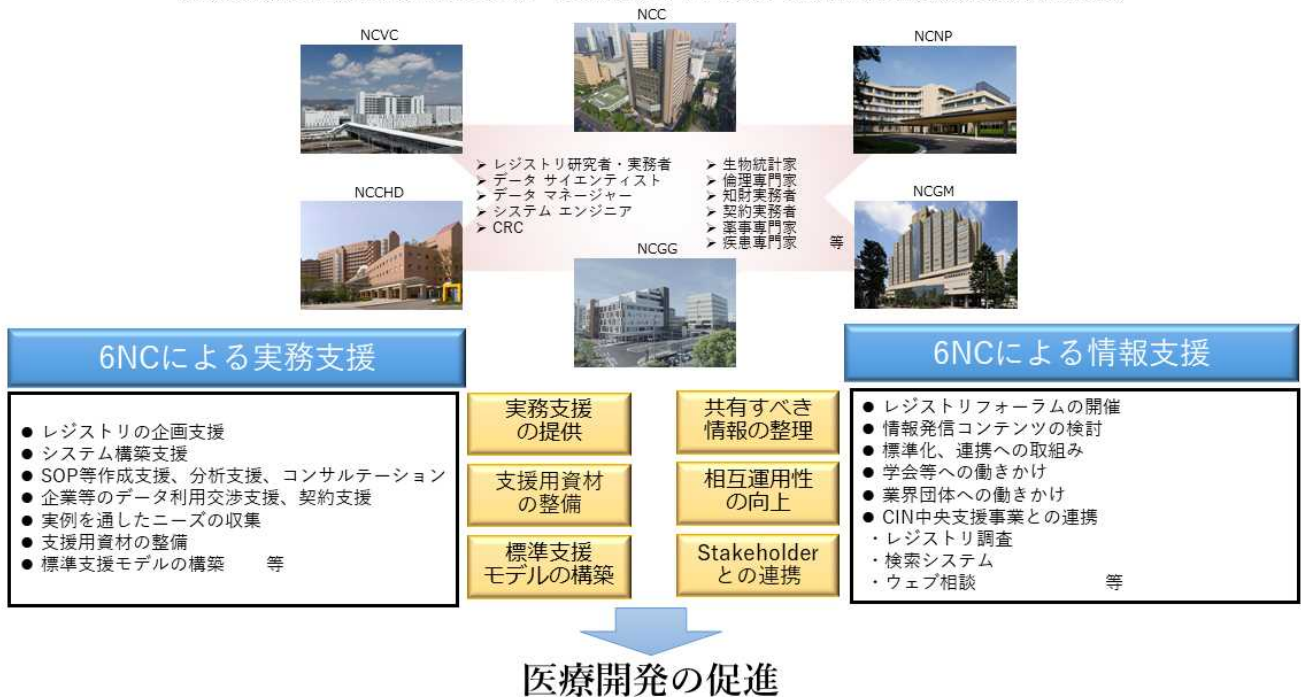 NCC
NCVC
NCNP
NCCHD
NCGM
➢ レジストリ研究者・実務者
➢ データ サイエンティスト
➢ データ マネージャー
➢ システム エンジニア
➢ CRC
➢ 生物統計家
➢ 倫理専門家
➢ 知財実務者
➢ 契約実務者
➢ 薬事専門家
➢ 疾患専門家 等
NCGG
6NCによる実務支援
● レジストリの企画支援
● システム構築支援
● SOP等作成支援、分析支援、コンサルテーション
● 企業等のデータ利用交渉支援、契約支援
● 実例を通したニーズの収集
● 支援用資材の整備
● 標準支援モデルの構築 等
実務支援
の提供
支援用資材
の整備
標準支援
モデルの構築
共有すべき
情報の整理
相互運用性
の向上
Stakeholder
との連携
6NCによる情報支援
● レジストリフォーラムの開催
● 情報発信コンテンツの検討
● 標準化、連携への取組み
● 学会等への働きかけ
● 業界団体への働きかけ
● CIN中央支援事業との連携
・レジストリ調査
・検索システム
・ウェブ相談 等
医療開発の促進